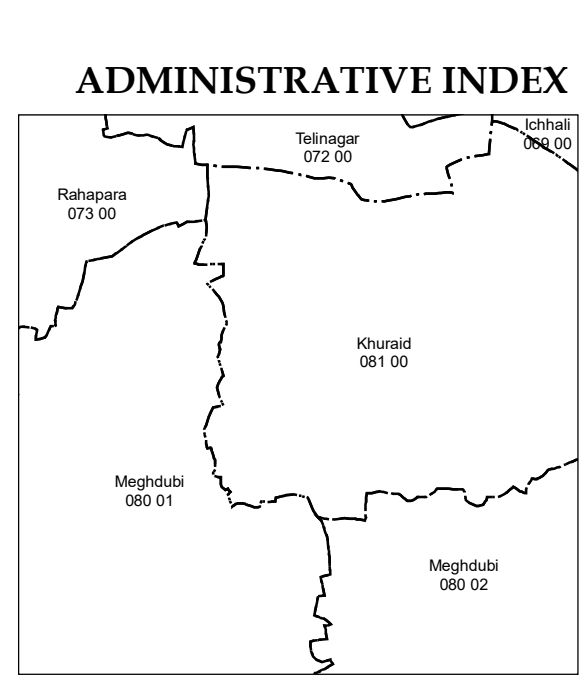 ADMINISTRATIVE INDEX
Ichhali
069 00
Telinagar
072 00
Rahapara
073 00
Khuraid
081 00
Meghdubi
080 01
Meghdubi
080 02